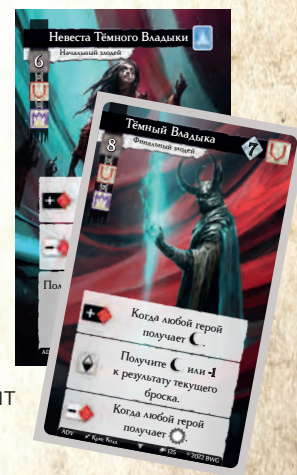 Невеста Тёмного Владыки
Начальный злодей
6
Тёмный Владыка
Финальный злодей
8
7
Когда любой герой
получает
Получите или -1
к результату текущего
броска.
Когда любой герой
получает
ADV
125
© 2022 BWG